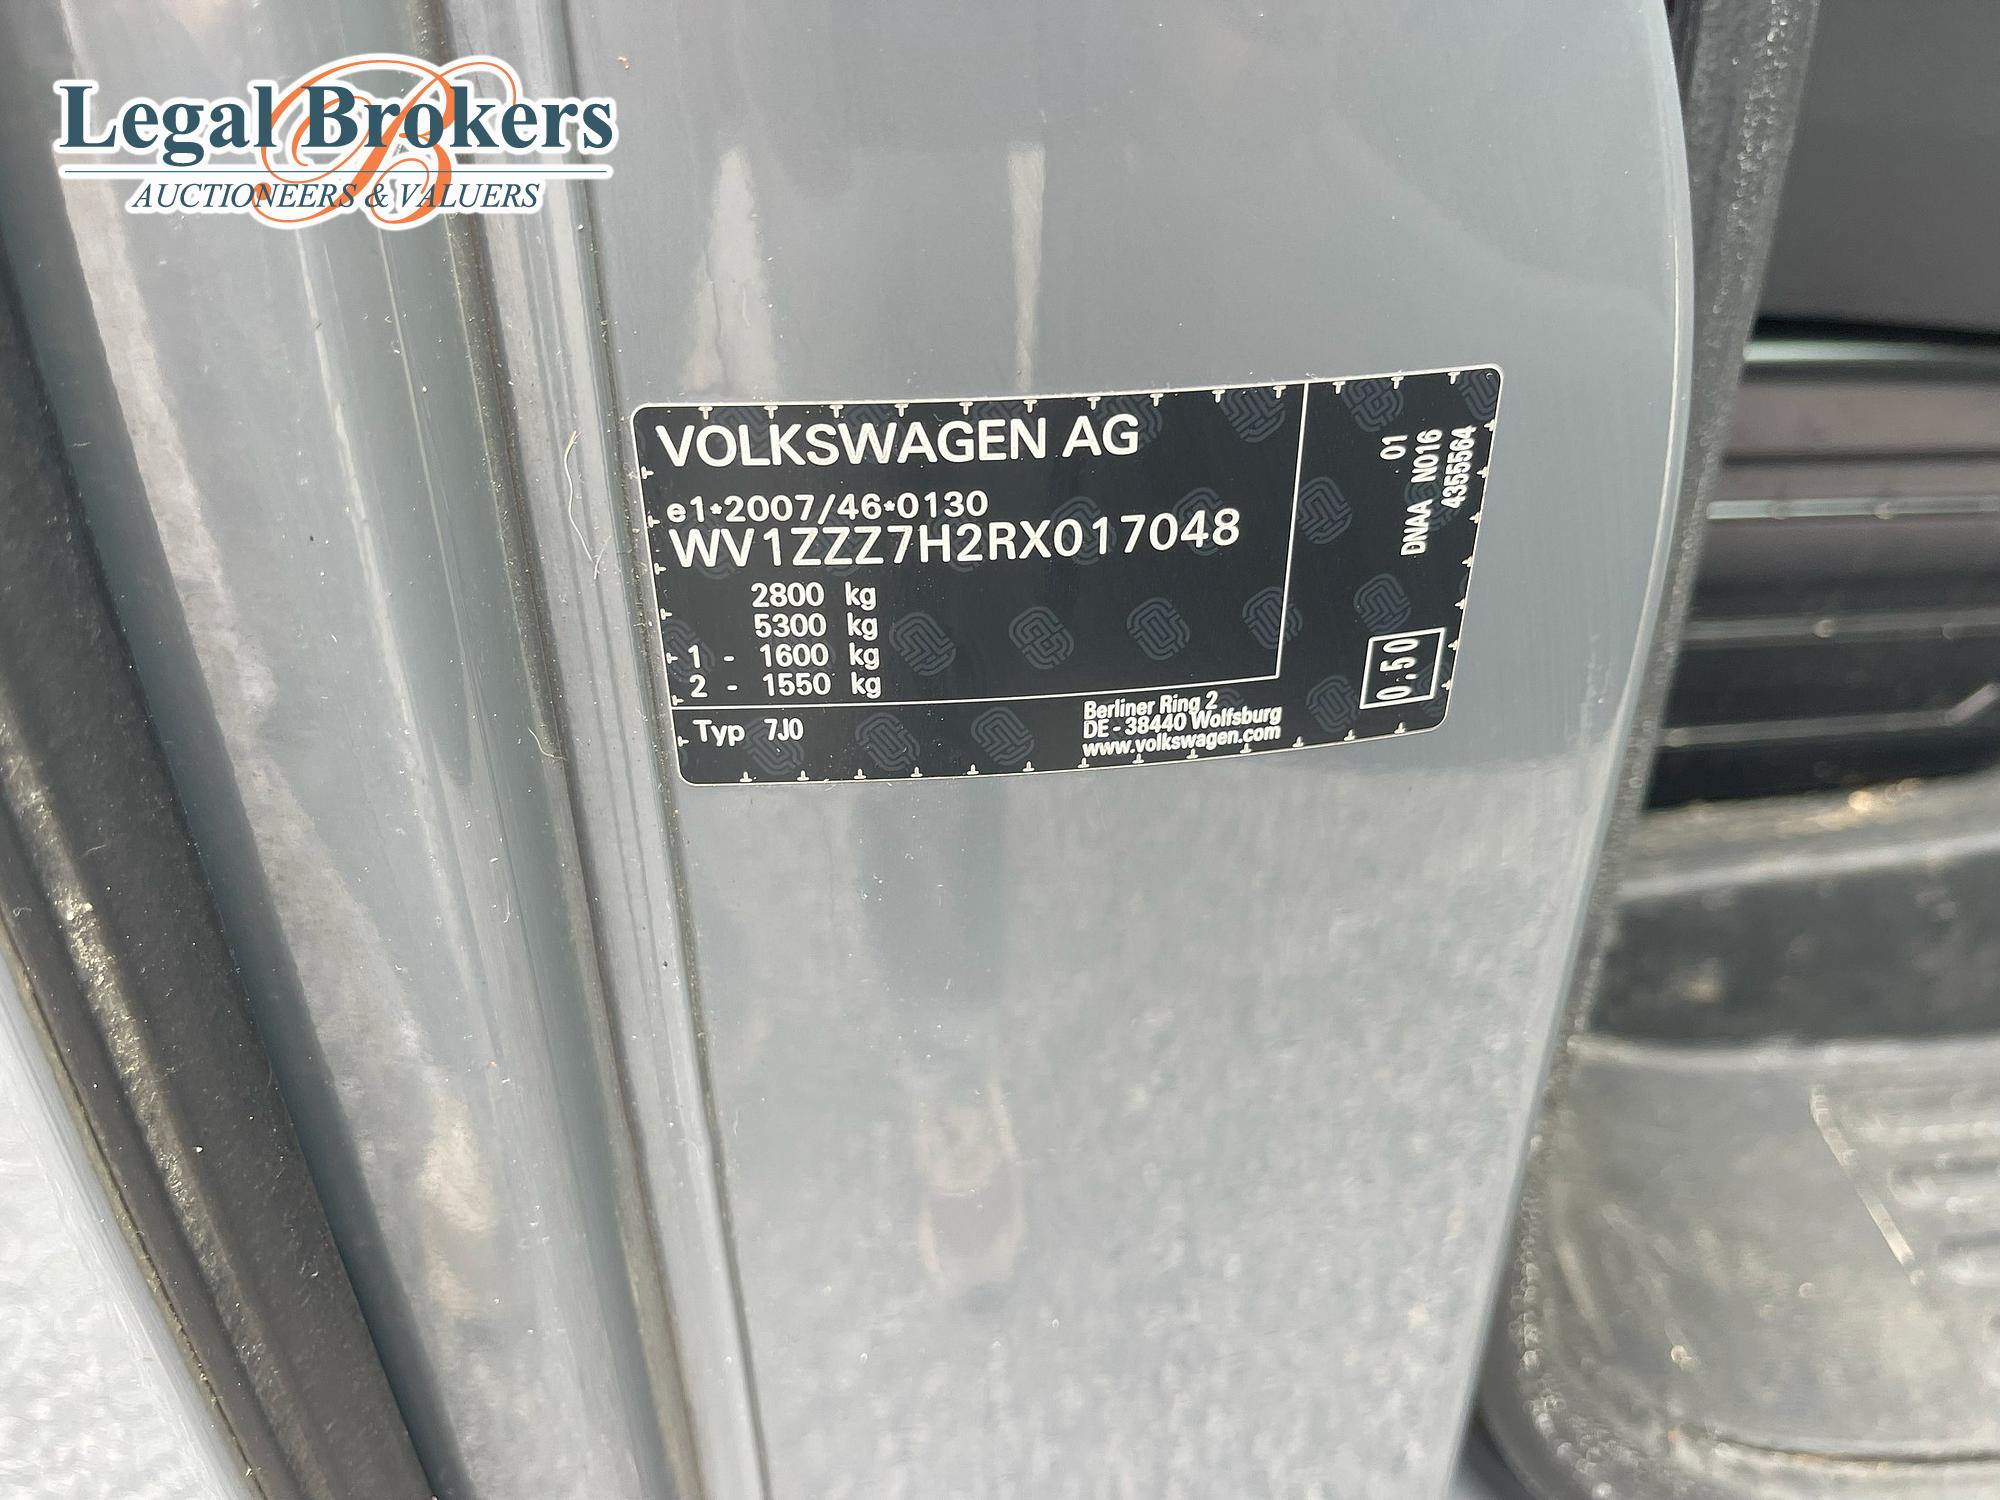 Legal Brokers
AUCTIONEERS & VALUERS
VOLKSWAGEN AG
e1*2007/46*0130
WV1ZZZ7H2RX017048
2800 kg
5300 kg
1 - 1600 kg
2 - 1550 kg
Typ 7J0
Berliner Ring 2
DE-38440 Wolfsburg
www.volkswagen.com
01
DNAA N016
4355564
0,50